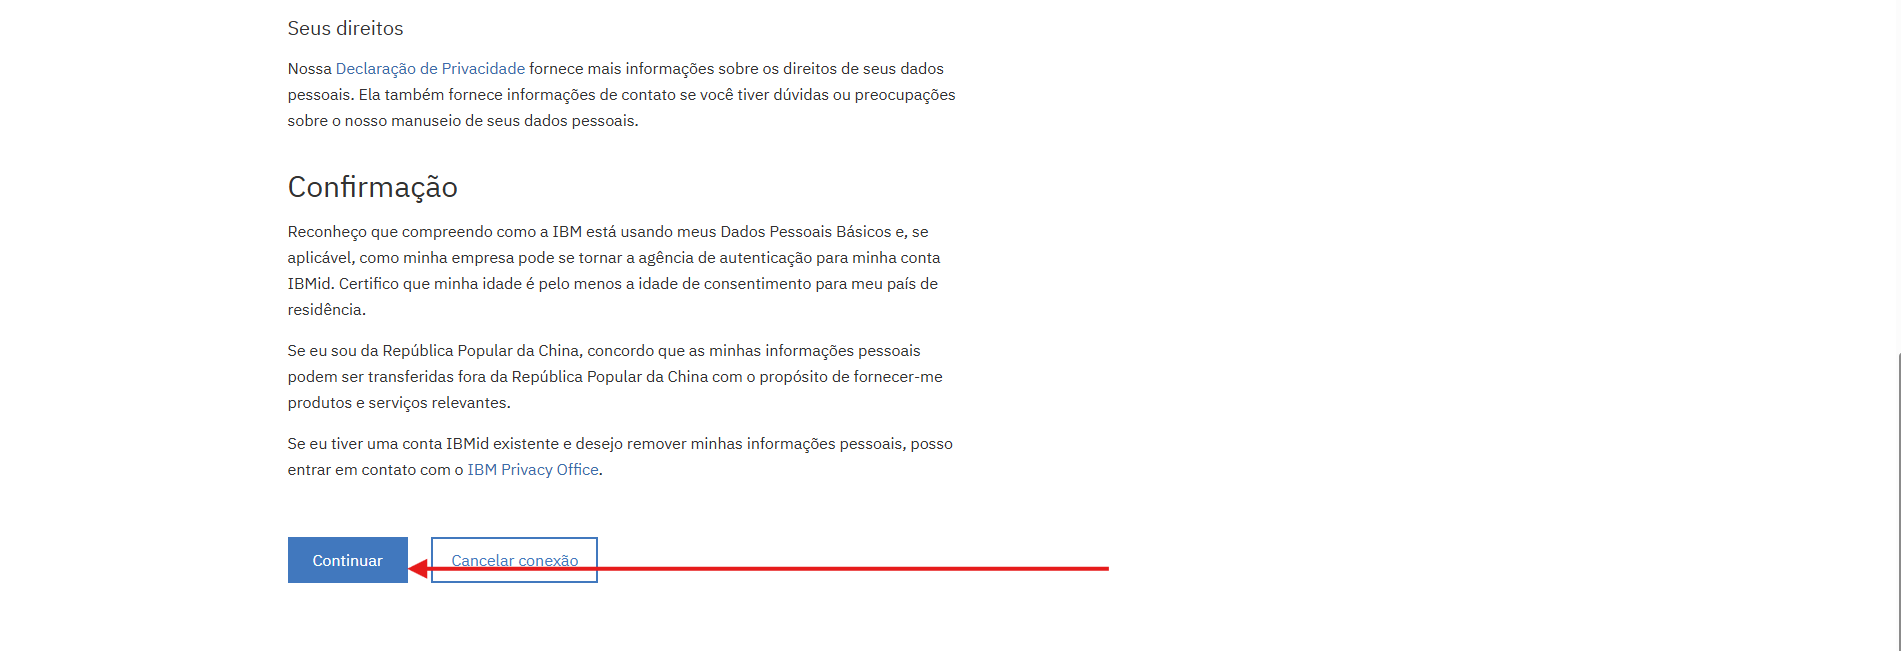 Seus direitos
Nossa Declaração de Privacidade fornece mais informações sobre os direitos de seus dados
pessoais. Ela também fornece informações de contato se você tiver dúvidas ou preocupações
sobre o nosso manuseio de seus dados pessoais.
Confirmação
Reconheço que compreendo como a IBM está usando meus Dados Pessoais Básicos e, se
aplicável, como minha empresa pode se tornar a agência de autenticação para minha conta
IBMid. Certifico que minha idade é pelo menos a idade de consentimento para meu país de
residência.
Se eu sou da República Popular da China, concordo que as minhas informações pessoais
podem ser transferidas fora da República Popular da China com o propósito de fornecer-me
produtos e serviços relevantes.
Se eu tiver uma conta IBMid existente e desejo remover minhas informações pessoais, posso
entrar em contato com o IBM Privacy Office.
Continuar Cancelar conexão